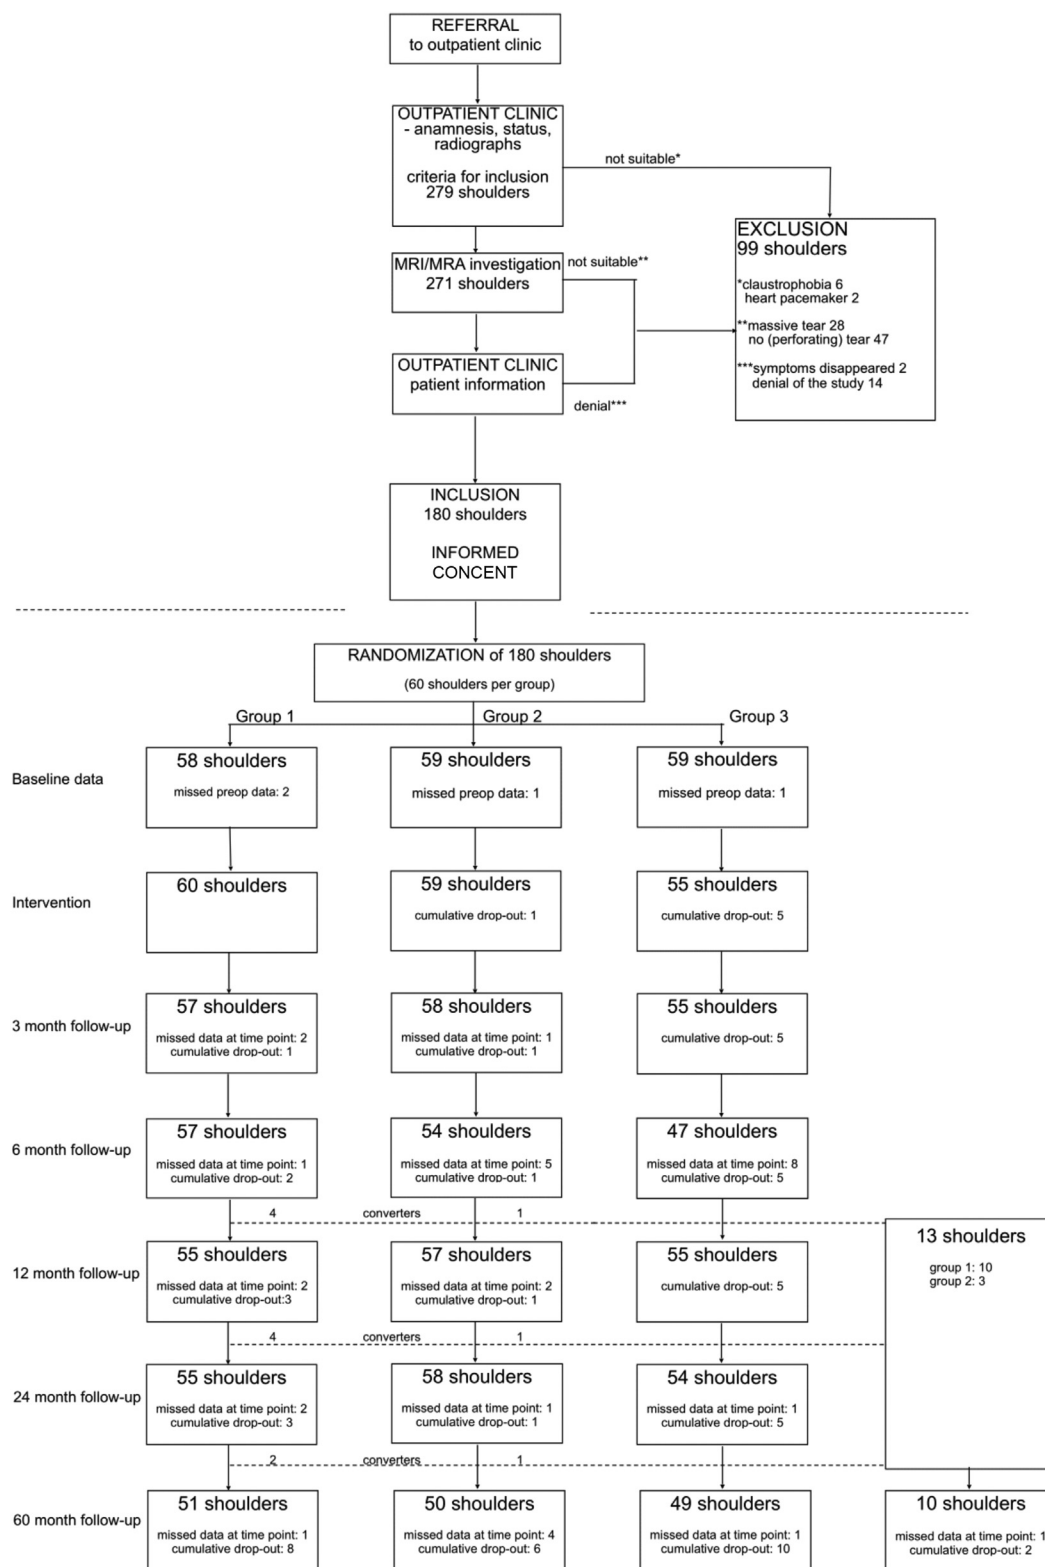 REFERRAL
to outpatient clinic
OUTPATIENT CLINIC
- anamnesis, status,
radiographs
criteria for inclusion
279 shoulders
not suitable*
EXCLUSION
99 shoulders
*claustrophobia 6
heart pacemaker 2
**massive tear 28
no (perforating) tear 47
***symptoms disappeared 2
denial of the study 14
MRI/MRA investigation
271 shoulders
not suitable**
OUTPATIENT CLINIC
patient information
denial***
INCLUSION
180 shoulders
INFORMED
CONCENT
RANDOMIZATION of 180 shoulders
(60 shoulders per group)
Group 1
Group 2
Group 3
Baseline data
58 shoulders
missed preop data: 2
59 shoulders
missed preop data: 1
59 shoulders
missed preop data: 1
Intervention
60 shoulders
59 shoulders
cumulative drop-out: 1
55 shoulders
cumulative drop-out: 5
3 month follow-up
57 shoulders
missed data at time point: 2
cumulative drop-out: 1
58 shoulders
missed data at time point: 1
cumulative drop-out: 1
55 shoulders
cumulative drop-out: 5
6 month follow-up
57 shoulders
missed data at time point: 1
cumulative drop-out: 2
54 shoulders
missed data at time point: 5
cumulative drop-out: 1
47 shoulders
missed data at time point: 8
cumulative drop-out: 5
4 converters 1
13 shoulders
group 1: 10
group 2: 3
12 month follow-up
55 shoulders
missed data at time point: 2
cumulative drop-out:3
57 shoulders
missed data at time point: 2
cumulative drop-out: 1
55 shoulders
cumulative drop-out: 5
4 converters 1
24 month follow-up
55 shoulders
missed data at time point: 2
cumulative drop-out: 3
58 shoulders
missed data at time point: 1
cumulative drop-out: 1
54 shoulders
missed data at time point: 1
cumulative drop-out: 5
2 converters 1
60 month follow-up
51 shoulders
missed data at time point: 1
cumulative drop-out: 8
50 shoulders
missed data at time point: 4
cumulative drop-out: 6
49 shoulders
missed data at time point: 1
cumulative drop-out: 10
10 shoulders
missed data at time point: 1
cumulative drop-out: 2